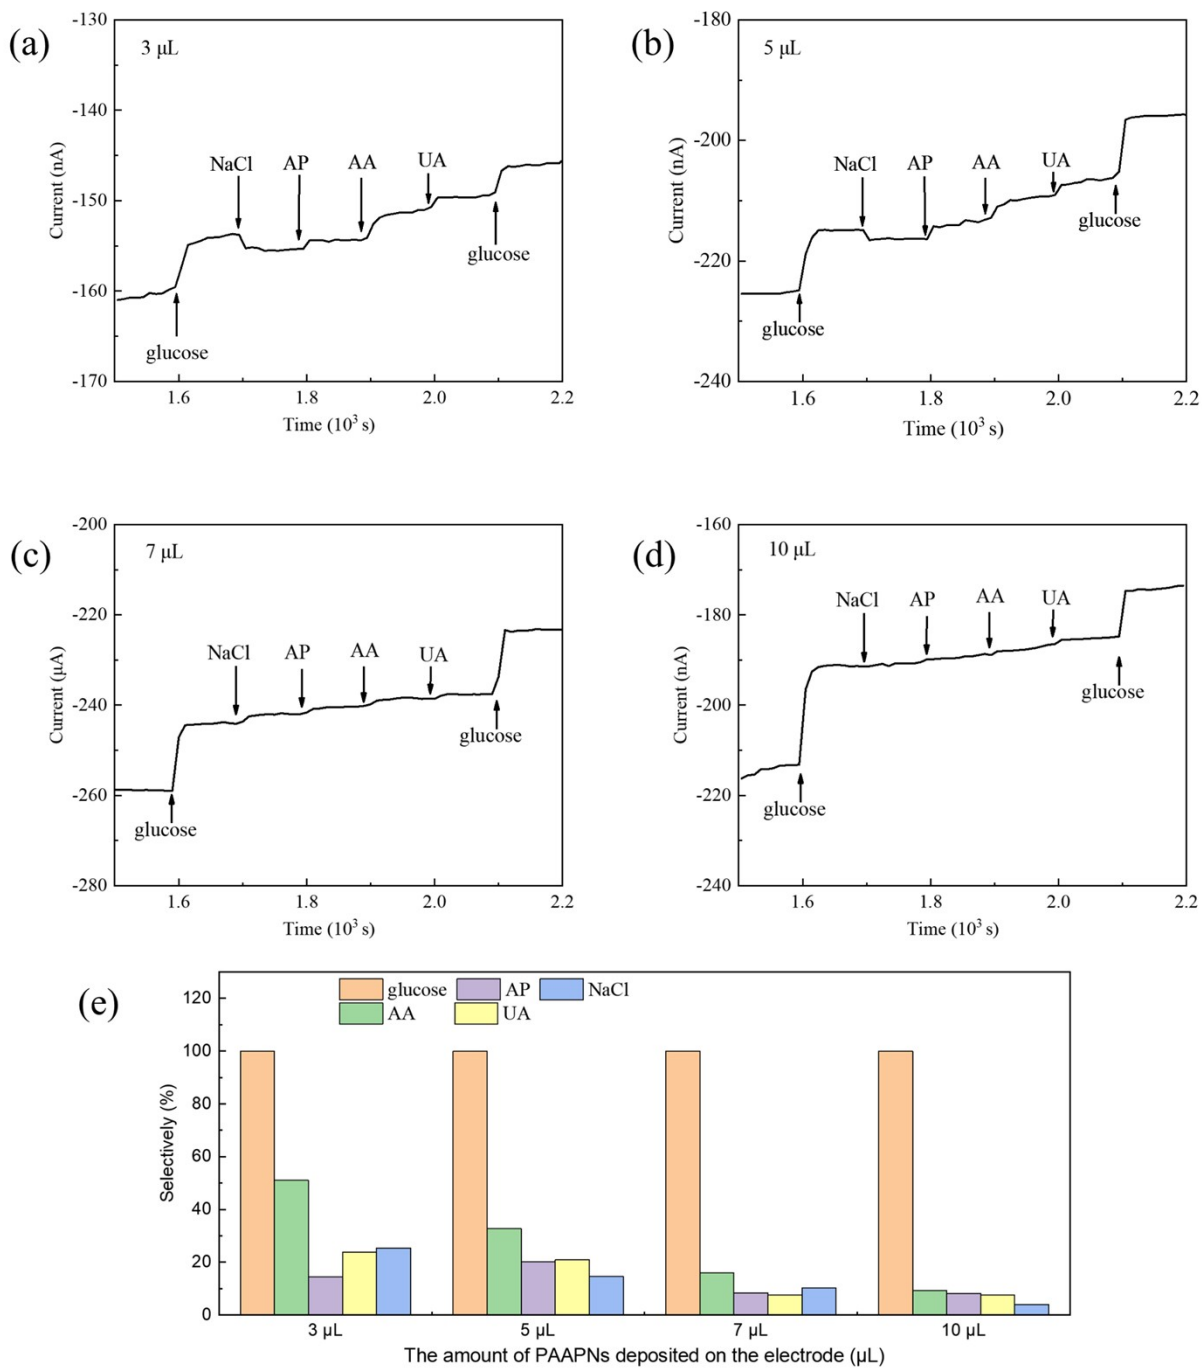 (a)
3 μL
-130
-140
-150
-160
-170
Current (nA)
NaCl
AP
AA
UA
glucose
glucose
1.6
1.8
2.0
2.2
Time (10³ s)
(b)
5 μL
-180
-200
-220
-240
Current (nA)
NaCl
AP
AA
UA
glucose
glucose
1.6
1.8
2.0
2.2
Time (10³ s)
(c)
7 μL
-200
-220
-240
-260
-280
Current (μA)
NaCl
AP
AA
UA
glucose
glucose
1.6
1.8
2.0
2.2
Time (10³ s)
(d)
10 μL
-160
-180
-200
-220
-240
Current (nA)
NaCl
AP
AA
UA
glucose
glucose
1.6
1.8
2.0
2.2
Time (10³ s)
(e)
glucose
AP
NaCl
AA
UA
120
100
80
60
40
20
0
Selectively (%)
3 μL
5 μL
7 μL
10 μL
The amount of PAAPNs deposited on the electrode (μL)